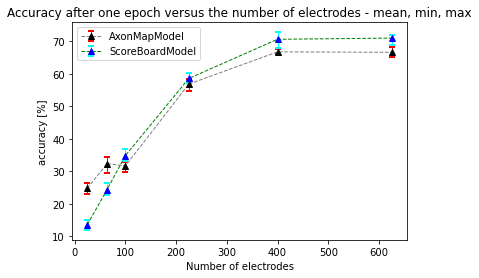 Accuracy after one epoch versus the number of electrodes - mean, min, max
AxonMapModel
ScoreBoardModel
accuracy [%]
70
60
50
40
30
20
10
0
100
200
300
400
500
600
Number of electrodes